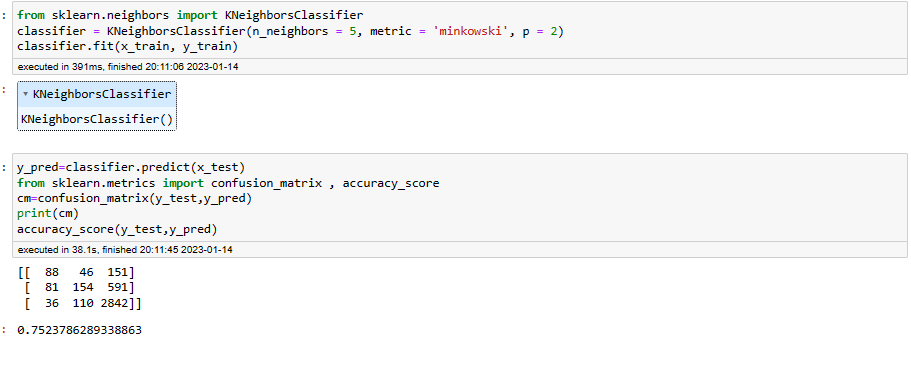 : from sklearn.neighbors import KNeighborsClassifier
classifier = KNeighborsClassifier(n_neighbors = 5, metric = 'minkowski', p = 2)
classifier.fit(x_train, y_train)
executed in 391ms, finished 20:11:06 2023-01-14
: ▾ KNeighborsClassifier
KNeighborsClassifier()
: y_pred=classifier.predict(x_test)
from sklearn.metrics import confusion_matrix , accuracy_score
cm=confusion_matrix(y_test,y_pred)
print(cm)
accuracy_score(y_test,y_pred)
executed in 38.1s, finished 20:11:45 2023-01-14
[[  88   46  151]
 [  81  154  591]
 [  36  110 2842]]
: 0.7523786289338863